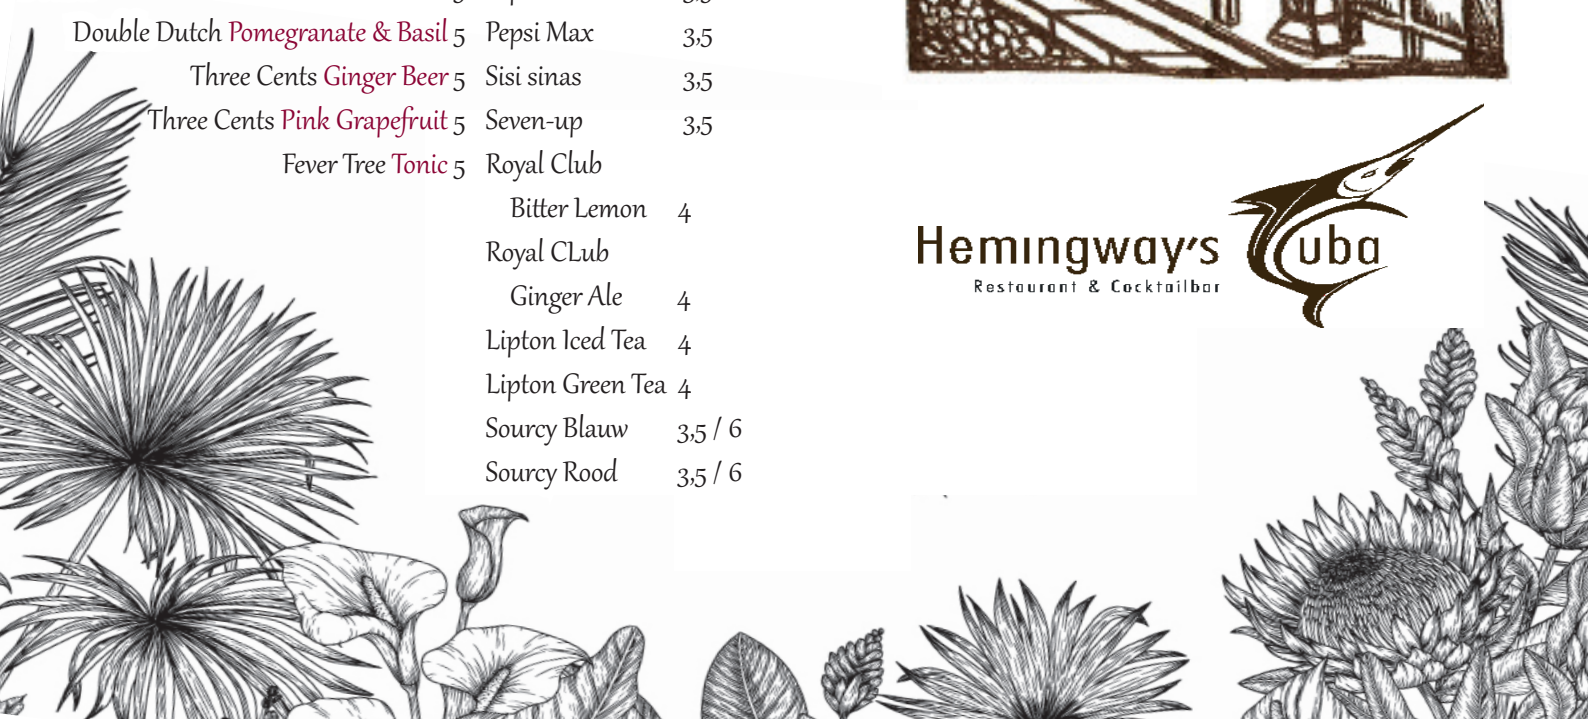 Double Dutch Pomegranate & Basil 5
Three Cents Ginger Beer 5
Three Cents Pink Grapefruit 5
Fever Tree Tonic 5
Pepsi Max 3,5
Sisi sinas 3,5
Seven-up 3,5
Royal Club
Bitter Lemon 4
Royal CLub
Ginger Ale 4
Lipton Iced Tea 4
Lipton Green Tea 4
Sourcy Blauw 3,5 / 6
Sourcy Rood 3,5 / 6
Hemingway's Cuba
Restaurant & Cocktailbar